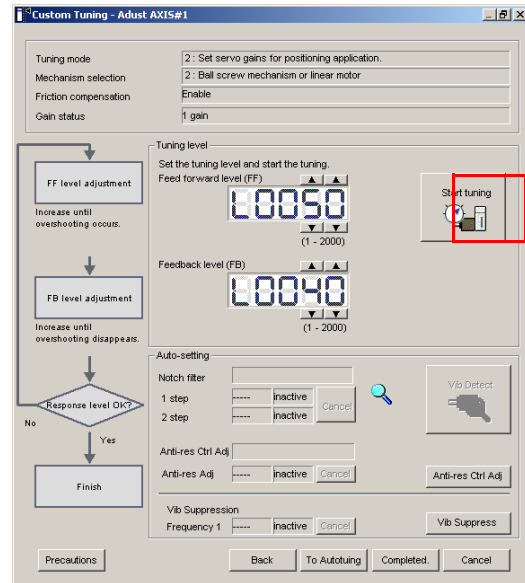 Custom Tuning - Adust AXIS#1
Tuning mode 2 : Set servo gains for positioning application.
Mechanism selection 2 : Ball screw mechanism or linear motor
Friction compensation Enable
Gain status 1 gain
FF level adjustment
Increase until
overshooting occurs.
FB level adjustment
Increase until
overshooting disappears.
Response level OK?
No
Yes
Finish
Tuning level
Set the tuning level and start the tuning.
Feed forward level (FF)
L0050
(1 - 2000)
Feedback level (FB)
L0040
(1 - 2000)
Start tuning
Auto-setting
Notch filter
1 step ----- inactive
2 step ----- inactive
Cancel
Vib Detect
Anti-res Ctrl Adj
Anti-res Adj ----- inactive Cancel Anti-res Ctrl Adj
Vib Suppression
Frequency 1 ----- inactive Cancel Vib Suppress
Precautions Back To Autotuing Completed. Cancel